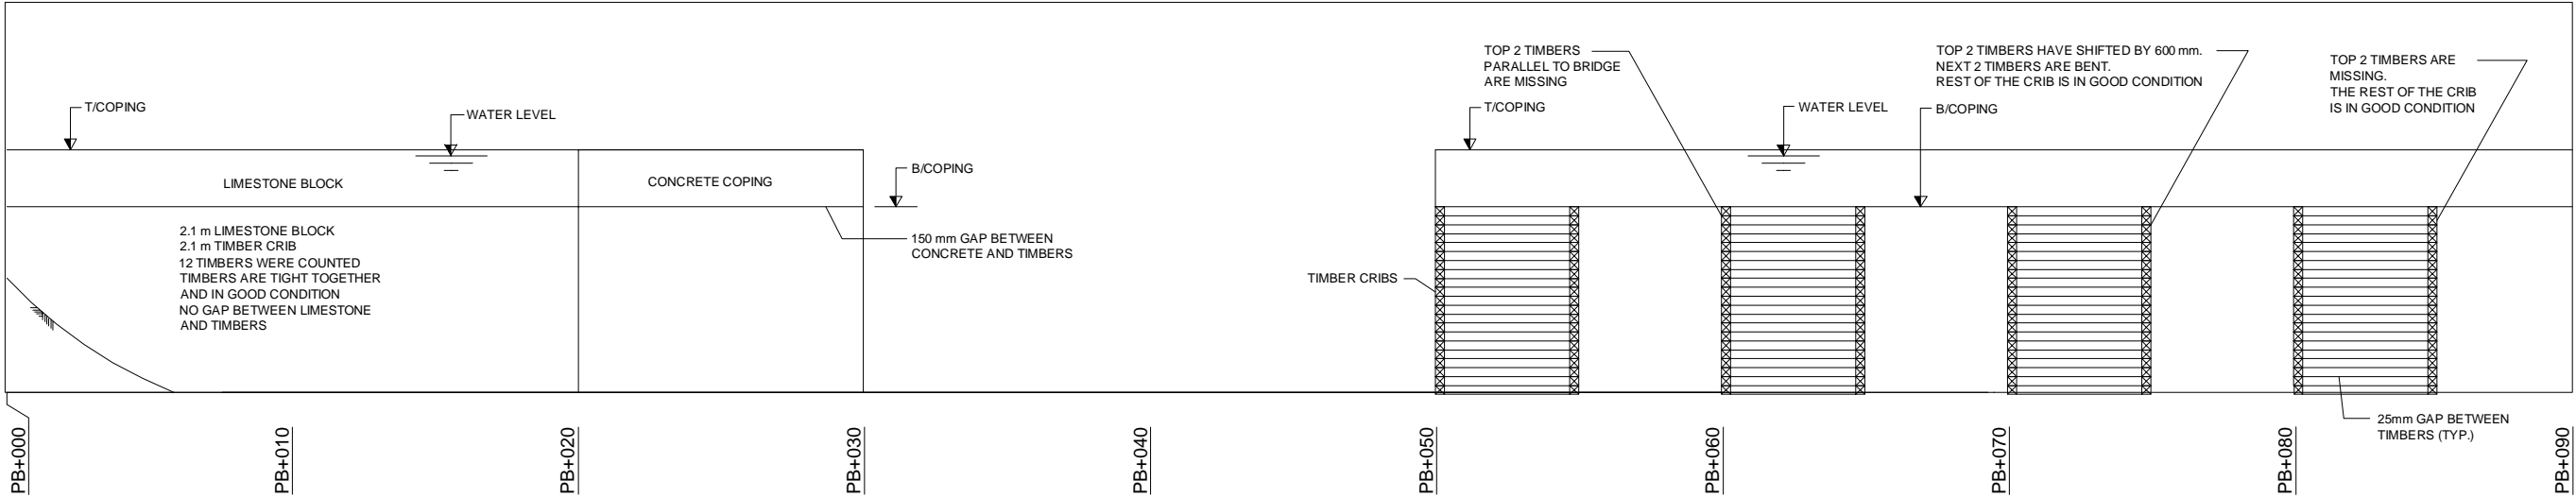 T/COPING
WATER LEVEL
LIMESTONE BLOCK
CONCRETE COPING
B/COPING
2.1 m LIMESTONE BLOCK
2.1 m TIMBER CRIB
12 TIMBERS WERE COUNTED
TIMBERS ARE TIGHT TOGETHER
AND IN GOOD CONDITION
NO GAP BETWEEN LIMESTONE
AND TIMBERS
150 mm GAP BETWEEN
CONCRETE AND TIMBERS
TOP 2 TIMBERS
PARALLEL TO BRIDGE
ARE MISSING
T/COPING
WATER LEVEL
TOP 2 TIMBERS HAVE SHIFTED BY 600 mm.
NEXT 2 TIMBERS ARE BENT.
REST OF THE CRIB IS IN GOOD CONDITION
B/COPING
TOP 2 TIMBERS ARE
MISSING.
THE REST OF THE CRIB
IS IN GOOD CONDITION
TIMBER CRIBS
25mm GAP BETWEEN
TIMBERS (TYP.)
PB+000
PB+010
PB+020
PB+030
PB+040
PB+050
PB+060
PB+070
PB+080
PB+090